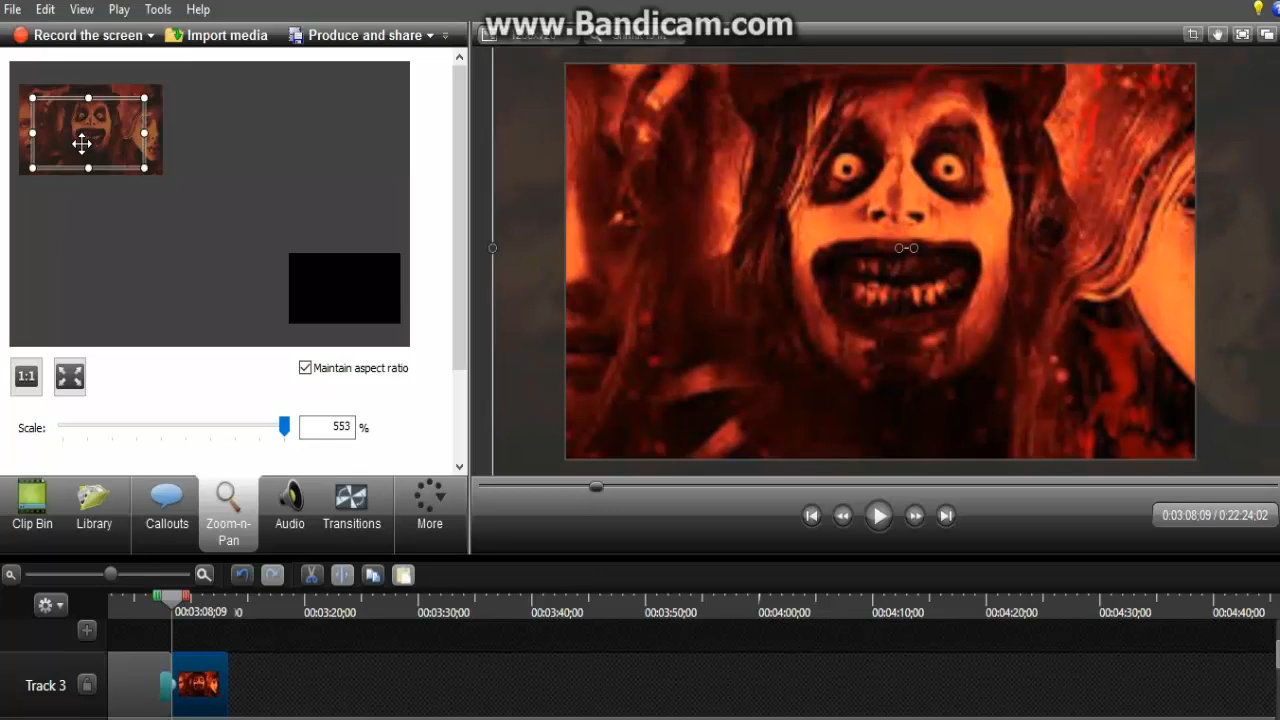 File Edit View Play Tools Help
www.Bandicam.com
Record the screen Import media Produce and share
1:1
Maintain aspect ratio
Scale: 553 %
Clip Bin Library Callouts Zoom-n-Pan Audio Transitions More
0:03:08;09 / 0:22:24;02
00:03:08;09 00:03:20;00 00:03:30;00 00:03:40;00 00:03:50;00 00:04:00;00 00:04:10;00 00:04:20;00 00:04:30;00 00:04:40;00
Track 3